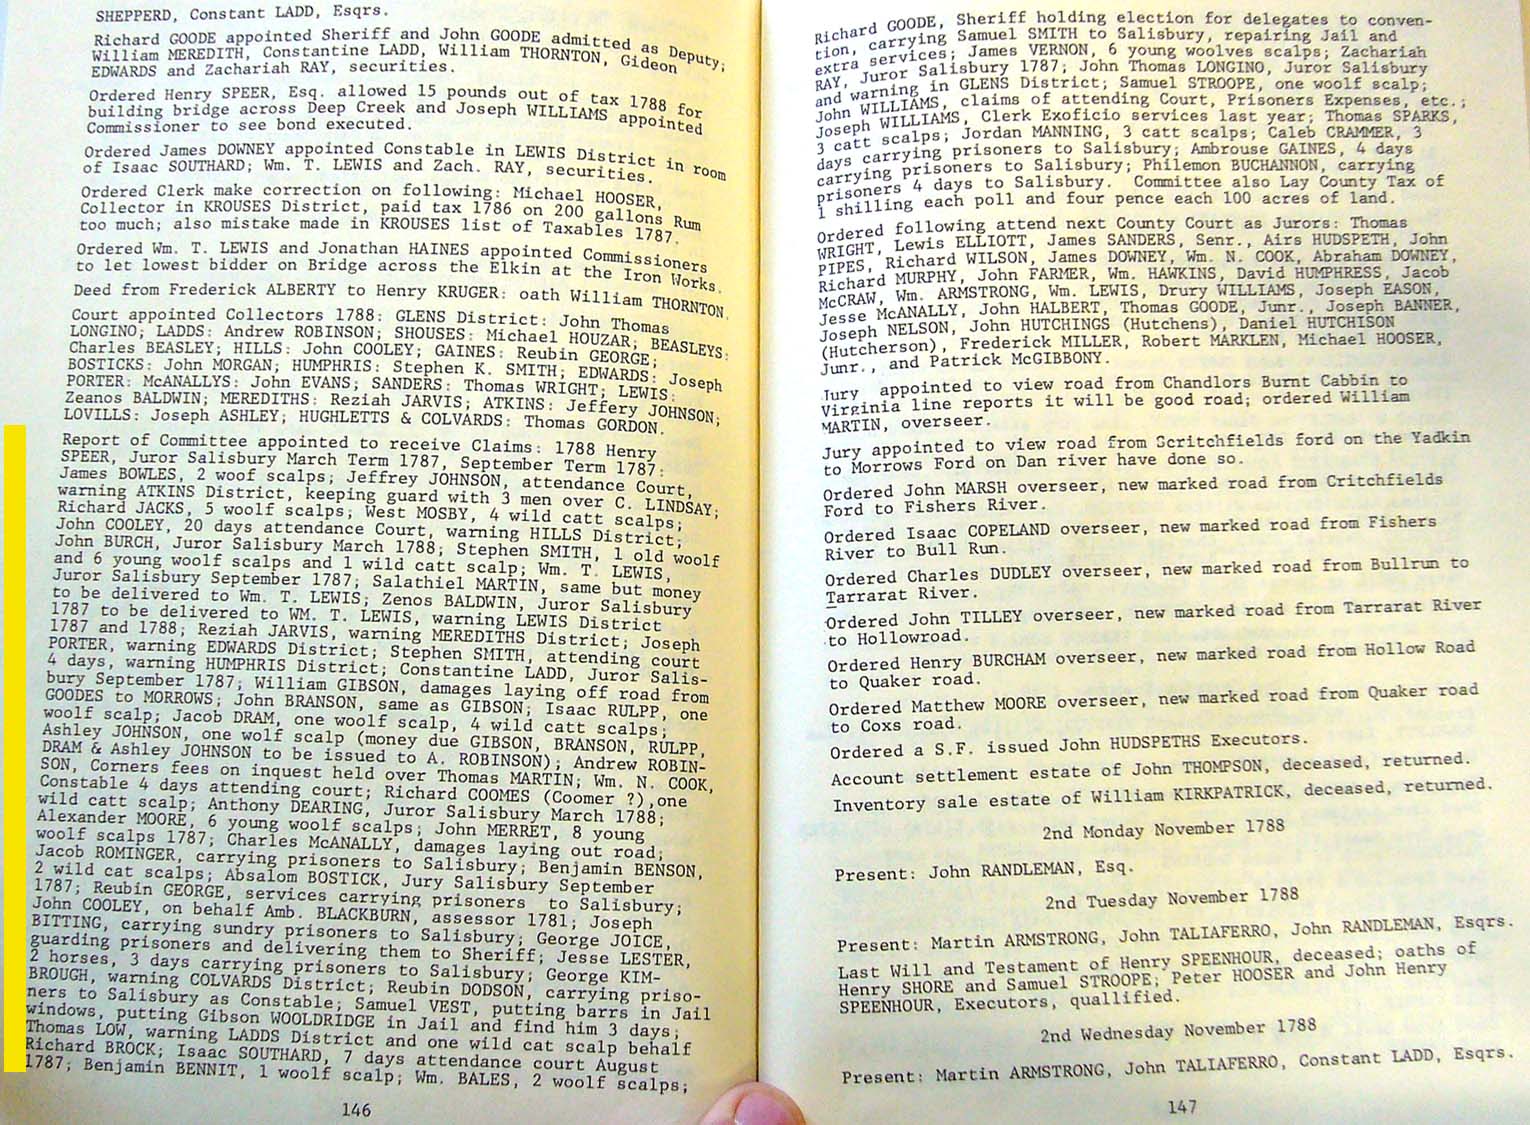 SHEPPERD, Constant LADD, Esqrs.
Richard GOODE appointed Sheriff and John GOODE admitted as Deputy;
William MEREDITH, Constantine LADD, William THORNTON, Gideon
EDWARDS and Zachariah RAY, securities.
Ordered Henry SPEER, Esq. allowed 15 pounds out of tax 1788 for
building bridge across Deep Creek and Joseph WILLIAMS appointed
Commissioner to see bond executed.
Ordered James DOWNEY appointed Constable in LEWIS District in room
of Isaac SOUTHARD; Wm. T. LEWIS and Zach. RAY, securities.
Ordered Clerk make correction on following: Michael HOOSER,
Collector in KROUSES District, paid tax 1786 on 200 gallons Rum
too much; also mistake made in KROUSES list of Taxables 1787.
Ordered Wm. T. LEWIS and Jonathan HAINES appointed Commissioners
to let lowest bidder on Bridge across the Elkin at the Iron Works.
Deed from Frederick ALBERTY to Henry KRUGER: oath William THORNTON.
Court appointed Collectors 1788: GLENS District: John Thomas
LONGINO; LADDS: Andrew ROBINSON; SHOUSES: Michael HOUZAR; BEASLEYS:
Charles BEASLEY; HILLS: John COOLEY; GAINES: Reubin GEORGE;
BOSTICKS: John MORGAN; HUMPHRIS: Stephen K. SMITH; EDWARDS: Joseph
PORTER: McANALLYS: John EVANS; SANDERS: Thomas WRIGHT; LEWIS:
Zeanos BALDWIN; MEREDITHS: Reziah JARVIS; ATKINS: Jeffery JOHNSON;
LOVILLS: Joseph ASHLEY; HUGHLETTS & COLVARDS: Thomas GORDON.
Report of Committee appointed to receive Claims: 1788 Henry
SPEER, Juror Salisbury March Term 1787, September Term 1787:
James BOWLES, 2 woof scalps; Jeffrey JOHNSON, attendance Court,
warning ATKINS District, keeping guard with 3 men over C. LINDSAY;
Richard JACKS, 5 woolf scalps; West MOSBY, 4 wild catt scalps;
John COOLEY, 20 days attendance Court, warning HILLS District;
John BURCH, Juror Salisbury March 1788; Stephen SMITH, 1 old woolf
and 6 young woolf scalps and 1 wild catt scalp; Wm. T. LEWIS,
Juror Salisbury September 1787; Salathiel MARTIN, same but money
to be delivered to Wm. T. LEWIS; Zenos BALDWIN, Juror Salisbury
1787 to be delivered to WM. T. LEWIS, warning LEWIS District
1787 and 1788; Reziah JARVIS, warning MEREDITHS District; Joseph
PORTER, warning EDWARDS District; Stephen SMITH, attending court
4 days, warning HUMPHRIS District; Constantine LADD, Juror Salis-
bury September 1787; William GIBSON, damages laying off road from
GOODES to MORROWS; John BRANSON, same as GIBSON; Isaac RULPP, one
woolf scalp; Jacob DRAM, one woolf scalp, 4 wild catt scalps;
Ashley JOHNSON, one wolf scalp (money due GIBSON, BRANSON, RULPP,
DRAM & Ashley JOHNSON to be issued to A. ROBINSON); Andrew ROBIN-
SON, Corners fees on inquest held over Thomas MARTIN; Wm. N. COOK,
Constable 4 days attending court; Richard COOMES (Coomer ?),one
wild catt scalp; Anthony DEARING, Juror Salisbury March 1788;
Alexander MOORE, 6 young woolf scalps; John MERRET, 8 young
woolf scalps 1787; Charles McANALLY, damages laying out road;
Jacob ROMINGER, carrying prisoners to Salisbury; Benjamin BENSON,
2 wild cat scalps; Absalom BOSTICK, Jury Salisbury September
1787; Reubin GEORGE, services carrying prisoners to Salisbury;
John COOLEY, on behalf Amb. BLACKBURN, assessor 1781; Joseph
BITTING, carrying sundry prisoners to Salisbury; George JOICE,
guarding prisoners and delivering them to Sheriff; Jesse LESTER,
2 horses, 3 days carrying prisoners to Salisbury; George KIM-
BROUGH, warning COLVARDS District; Reubin DODSON, carrying priso-
ners to Salisbury as Constable; Samuel VEST, putting barrs in Jail
windows, putting Gibson WOOLDRIDGE in Jail and find him 3 days;
Thomas LOW, warning LADDS District and one wild cat scalp behalf
Richard BROCK; Isaac SOUTHARD, 7 days attendance court August
1787; Benjamin BENNIT, 1 woolf scalp; Wm. BALES, 2 woolf scalps;
146
Richard GOODE, Sheriff holding election for delegates to conven-
tion, carrying Samuel SMITH to Salisbury, repairing Jail and
extra services; James VERNON, 6 young woolves scalps; Zachariah
RAY, Juror Salisbury 1787; John Thomas LONGINO, Juror Salisbury
and warning in GLENS District; Samuel STROOPE, one woolf scalp;
John WILLIAMS, claims of attending Court, Prisoners Expenses, etc.;
Joseph WILLIAMS, Clerk Exoficio services last year; Thomas SPARKS,
3 catt scalps; Jordan MANNING, 3 catt scalps; Caleb CRAMMER, 3
days carrying prisoners to Salisbury; Ambrouse GAINES, 4 days
carrying prisoners to Salisbury; Philemon BUCHANNON, carrying
prisoners 4 days to Salisbury. Committee also Lay County Tax of
1 shilling each poll and four pence each 100 acres of land.
Ordered following attend next County Court as Jurors: Thomas
WRIGHT, Lewis ELLIOTT, James SANDERS, Senr., Airs HUDSPETH, John
PIPES, Richard WILSON, James DOWNEY, Wm. N. COOK, Abraham DOWNEY,
Richard MURPHY, John FARMER, Wm. HAWKINS, David HUMPHRESS, Jacob
McCRAW, Wm. ARMSTRONG, Wm. LEWIS, Drury WILLIAMS, Joseph EASON,
Jesse McANALLY, John HALBERT, Thomas GOODE, Junr., Joseph BANNER,
Joseph NELSON, John HUTCHINGS (Hutchens), Daniel HUTCHISON
(Hutcherson), Frederick MILLER, Robert MARKLEN, Michael HOOSER,
Junr., and Patrick McGIBBONY.
Jury appointed to view road from Chandlors Burnt Cabbin to
Virginia line reports it will be good road; ordered William
MARTIN, overseer.
Jury appointed to view road from Scritchfields ford on the Yadkin
to Morrows Ford on Dan river have done so.
Ordered John MARSH overseer, new marked road from Critchfields
Ford to Fishers River.
Ordered Isaac COPELAND overseer, new marked road from Fishers
River to Bull Run.
Ordered Charles DUDLEY overseer, new marked road from Bullrun to
Tarrarat River.
Ordered John TILLEY overseer, new marked road from Tarrarat River
to Hollowroad.
Ordered Henry BURCHAM overseer, new marked road from Hollow Road
to Quaker road.
Ordered Matthew MOORE overseer, new marked road from Quaker road
to Coxs road.
Ordered a S.F. issued John HUDSPETHS Executors.
Account settlement estate of John THOMPSON, deceased, returned.
Inventory sale estate of William KIRKPATRICK, deceased, returned.
2nd Monday November 1788
Present: John RANDLEMAN, Esq.
2nd Tuesday November 1788
Present: Martin ARMSTRONG, John TALIAFERRO, John RANDLEMAN, Esqrs.
Last Will and Testament of Henry SPEENHOUR, deceased; oaths of
Henry SHORE and Samuel STROOPE; Peter HOOSER and John Henry
SPEENHOUR, Executors, quallified.
2nd Wednesday November 1788
Present: Martin ARMSTRONG, John TALIAFERRO, Constant LADD, Esqrs.
147